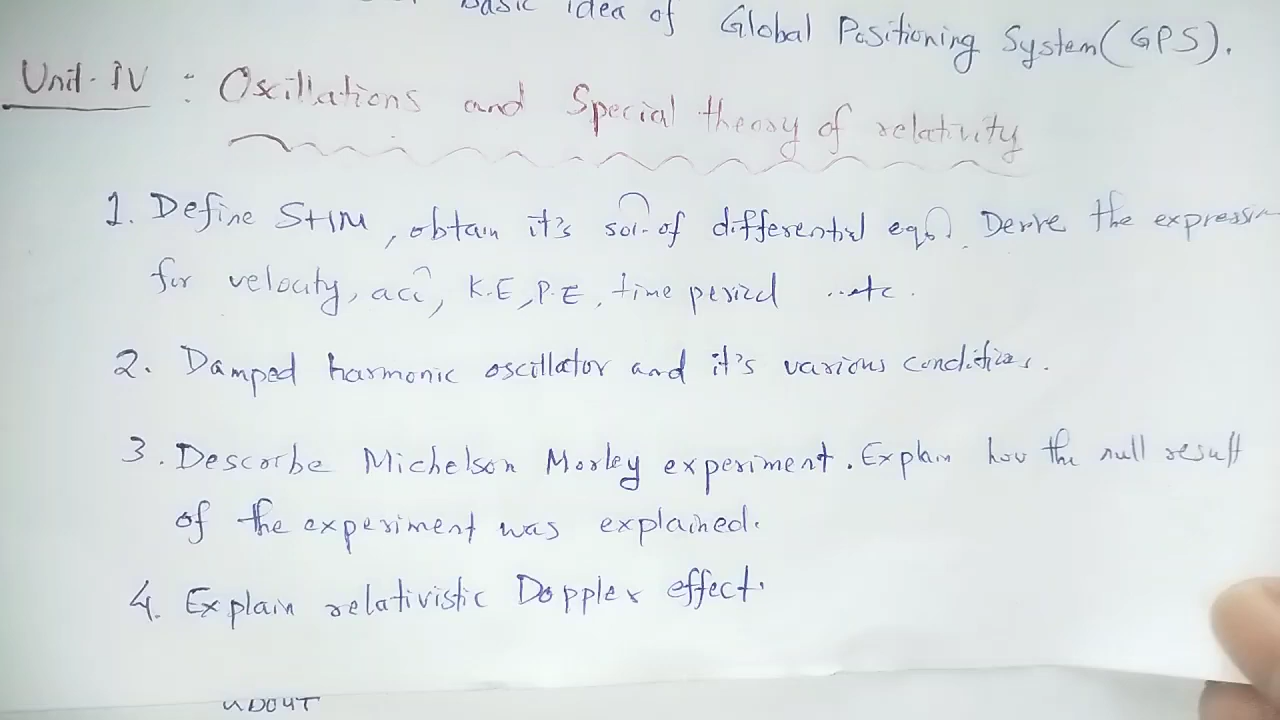 Basic idea of Global Positioning System (GPS).
Unit-IV : Oscillations and Special theory of relativity
1. Define SHM, obtain it's sol. of differential eqn. Derive the expression
for velocity, acc, K.E, P.E, time period ...etc.
2. Damped harmonic oscillator and it's various conditions.
3. Describe Michelson Morley experiment. Explain how the null result
of the experiment was explained.
4. Explain relativistic Doppler effect.